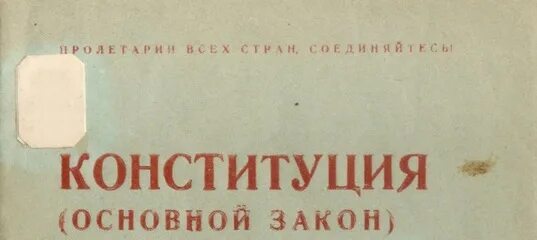 ПРОЛЕТАРИИ ВСЕХ СТРАН, СОЕДИНЯЙТЕСЬ!
КОНСТИТУЦИЯ
(ОСНОВНОЙ ЗАКОН)